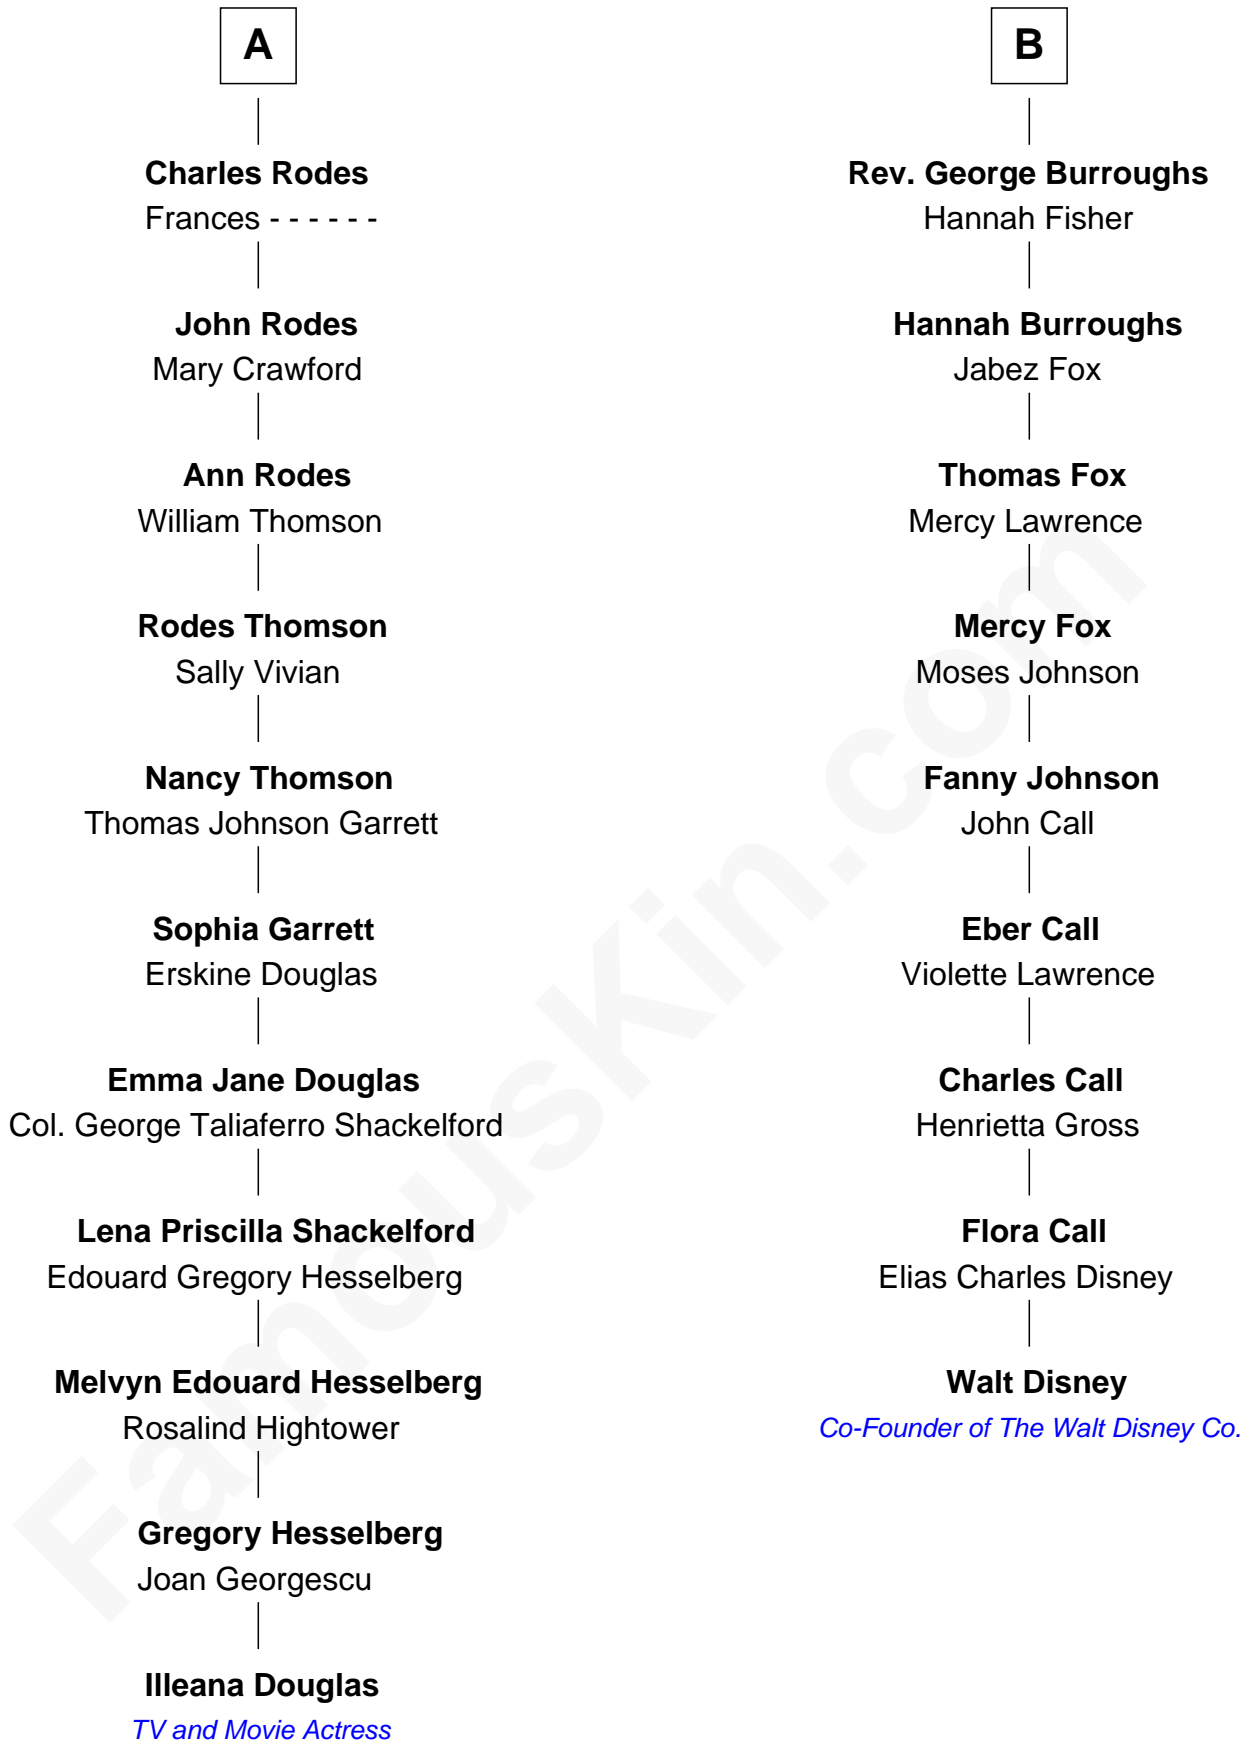 A
Charles Rodes
Frances - - - - - -
John Rodes
Mary Crawford
Ann Rodes
William Thomson
Rodes Thomson
Sally Vivian
Nancy Thomson
Thomas Johnson Garrett
Sophia Garrett
Erskine Douglas
Emma Jane Douglas
Col. George Taliaferro Shackelford
Lena Priscilla Shackelford
Edouard Gregory Hesselberg
Melvyn Edouard Hesselberg
Rosalind Hightower
Gregory Hesselberg
Joan Georgescu
Illeana Douglas
TV and Movie Actress
B
Rev. George Burroughs
Hannah Fisher
Hannah Burroughs
Jabez Fox
Thomas Fox
Mercy Lawrence
Mercy Fox
Moses Johnson
Fanny Johnson
John Call
Eber Call
Violette Lawrence
Charles Call
Henrietta Gross
Flora Call
Elias Charles Disney
Walt Disney
Co-Founder of The Walt Disney Co.
FamousKin.com